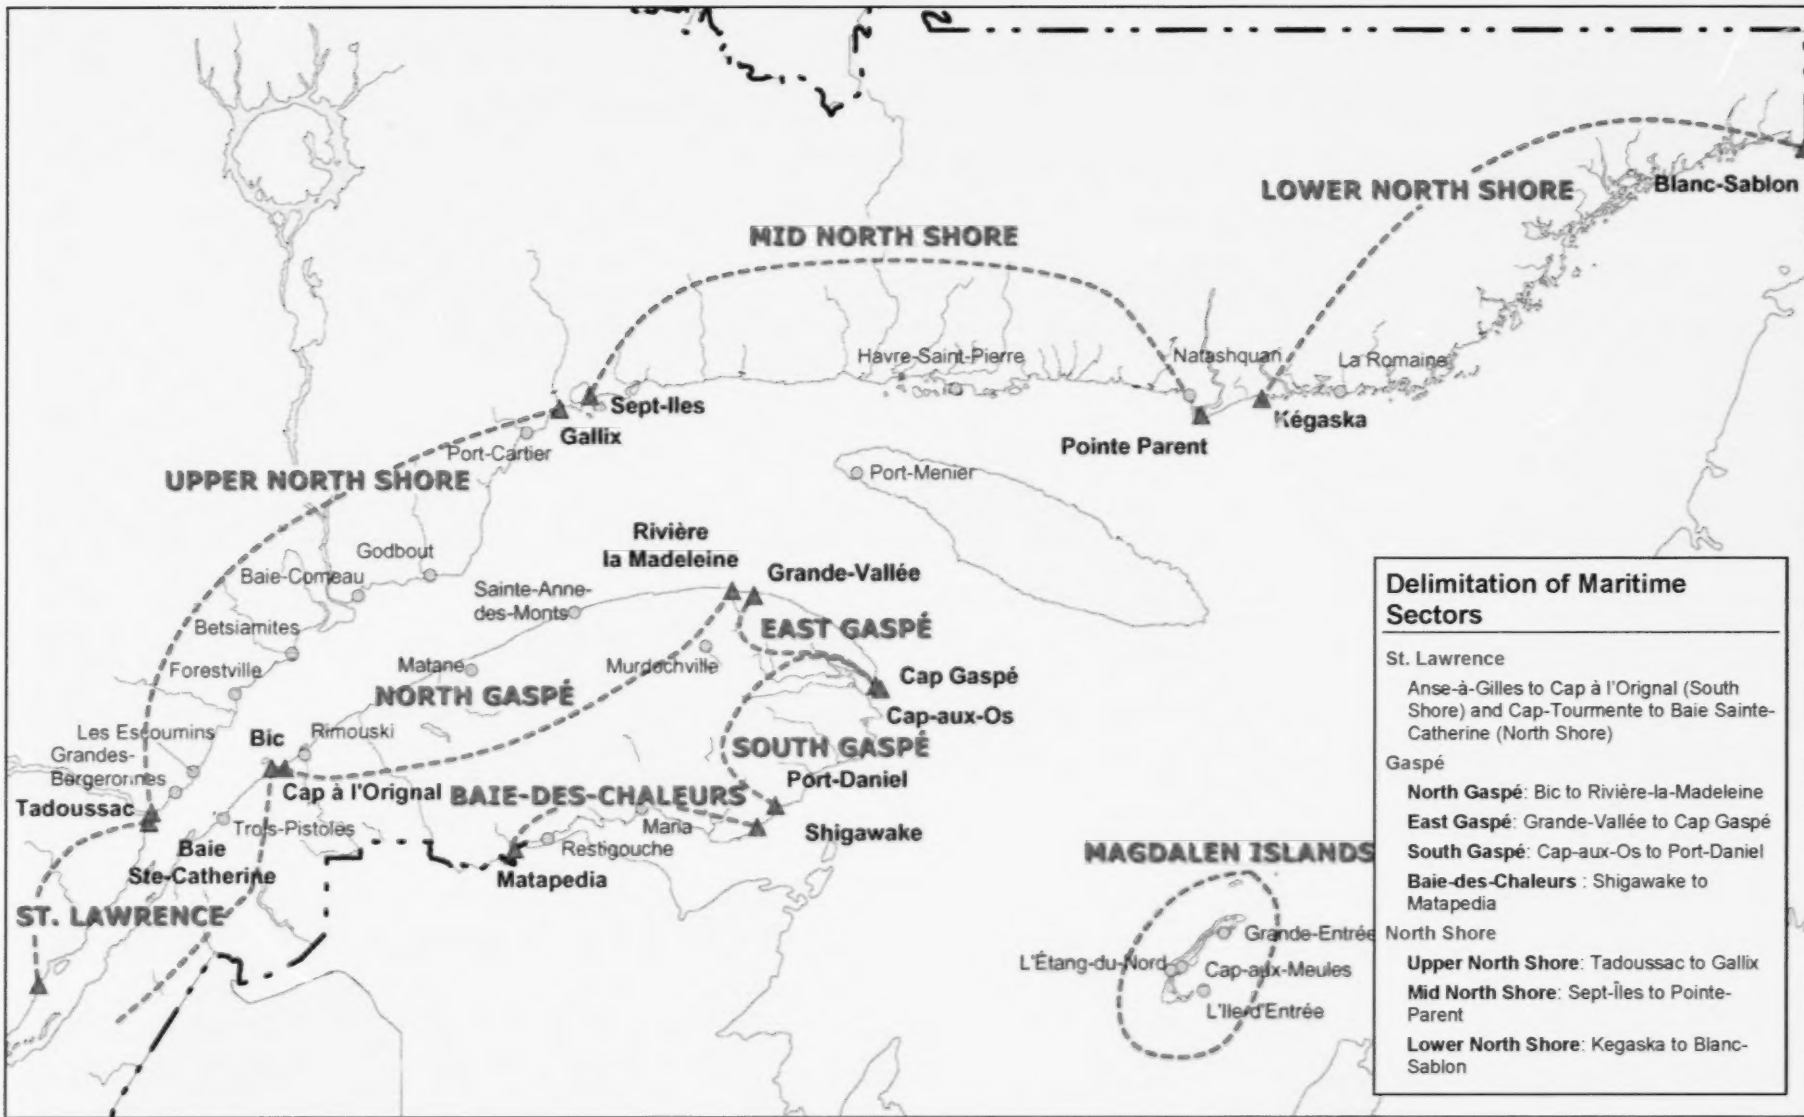 LOWER NORTH SHORE
Blanc-Sablon
MID NORTH SHORE
Havre-Saint-Pierre
Natashquan
La Romaine
Sept-Iles
Gallix
Kégaska
Pointe Parent
Port-Cartier
Port-Menier
UPPER NORTH SHORE
Rivière
la Madeleine
Grande-Vallée
Godbout
Baie-Comeau
Sainte-Anne-
des-Monts
Betsiamites
EAST GASPÉ
Forestville
Matane
Murdochville
Cap Gaspé
NORTH GASPÉ
Cap-aux-Os
Les Escoumins
Bic
Rimouski
Grandes-
Bergeronnes
SOUTH GASPÉ
Port-Daniel
Cap à l'Orignal
BAIE-DES-CHALEURS
Tadoussac
Trois-Pistoles
Maria
Shigawake
Baie
Ste-Catherine
Restigouche
Matapedia
MAGDALEN ISLANDS
ST. LAWRENCE
Grande-Entrée
L'Étang-du-Nord
Cap-aux-Meules
L'Ile-d'Entrée
Delimitation of Maritime
Sectors
St. Lawrence
Anse-à-Gilles to Cap à l'Orignal (South
Shore) and Cap-Tourmente to Baie Sainte-
Catherine (North Shore)
Gaspé
North Gaspé: Bic to Rivière-la-Madeleine
East Gaspé: Grande-Vallée to Cap Gaspé
South Gaspé: Cap-aux-Os to Port-Daniel
Baie-des-Chaleurs : Shigawake to
Matapedia
North Shore
Upper North Shore: Tadoussac to Gallix
Mid North Shore: Sept-Îles to Pointe-
Parent
Lower North Shore: Kegaska to Blanc-
Sablon